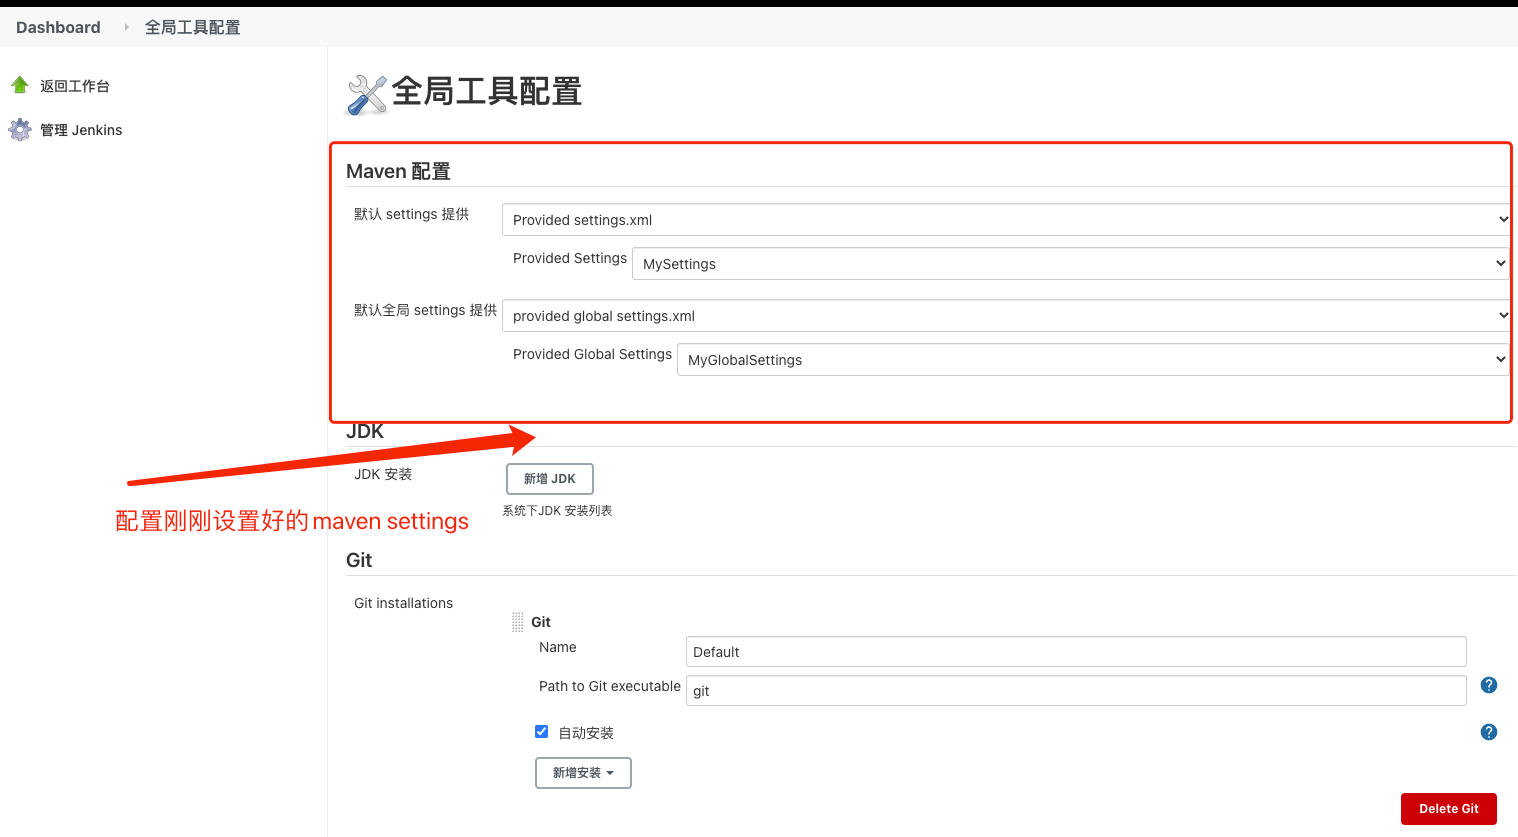 Dashboard
全局工具配置
返回工作台
管理 Jenkins
全局工具配置
Maven 配置
默认 settings 提供
Provided settings.xml
Provided Settings
MySettings
默认全局 settings 提供
provided global settings.xml
Provided Global Settings
MyGlobalSettings
JDK
JDK 安装
新增 JDK
系统下JDK 安装列表
配置刚刚设置好的maven settings
Git
Git installations
Git
Name
Default
Path to Git executable
git
?
自动安装
?
新增安装
Delete Git